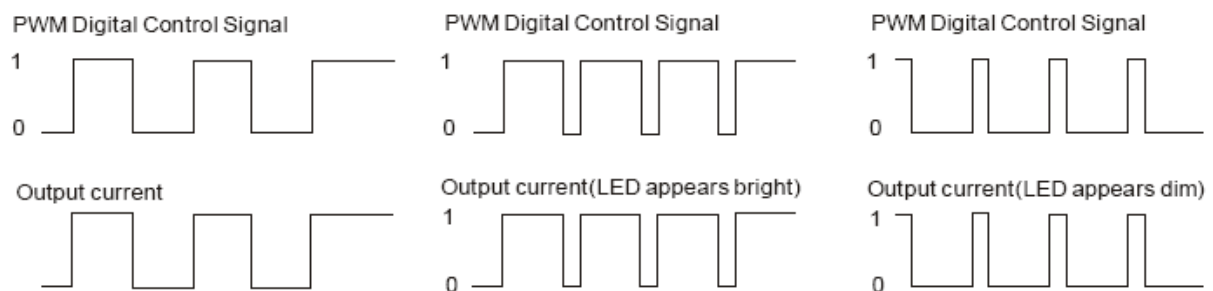 PWM Digital Control Signal
1
0
Output current
PWM Digital Control Signal
1
0
Output current(LED appears bright)
1
0
PWM Digital Control Signal
1
0
Output current(LED appears dim)
1
0